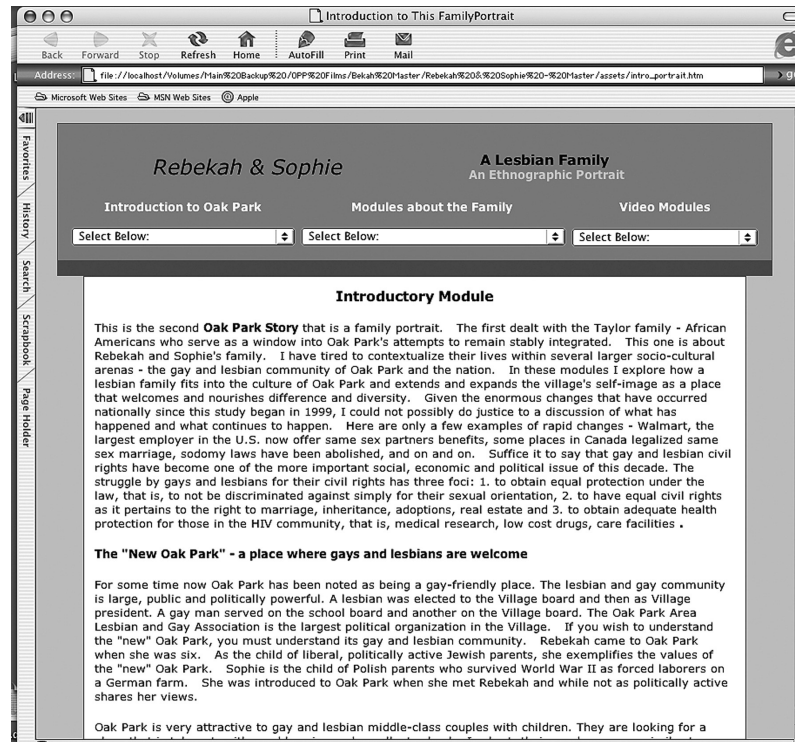 Introduction to This FamilyPortrait
Back Forward Stop Refresh Home AutoFill Print Mail
Address: file://localhost/Volumes/Main%20Backup%20/OPP%20Films/Bekah%20Master/Rebekah%20&%20Sophie%20-%20Master/assets/intro_portrait.htm
Microsoft Web Sites MSN Web Sites Apple
Favorites
History
Search
Scrapbook
Page Holder
Rebekah & Sophie
A Lesbian Family
An Ethnographic Portrait
Introduction to Oak Park Modules about the Family Video Modules
Select Below: Select Below: Select Below:
Introductory Module
This is the second Oak Park Story that is a family portrait. The first dealt with the Taylor family - African
Americans who serve as a window into Oak Park's attempts to remain stably integrated. This one is about
Rebekah and Sophie's family. I have tired to contextualize their lives within several larger socio-cultural
arenas - the gay and lesbian community of Oak Park and the nation. In these modules I explore how a
lesbian family fits into the culture of Oak Park and extends and expands the village's self-image as a place
that welcomes and nourishes difference and diversity. Given the enormous changes that have occurred
nationally since this study began in 1999, I could not possibly do justice to a discussion of what has
happened and what continues to happen. Here are only a few examples of rapid changes - Walmart, the
largest employer in the U.S. now offer same sex partners benefits, some places in Canada legalized same
sex marriage, sodomy laws have been abolished, and on and on. Suffice it to say that gay and lesbian civil
rights have become one of the more important social, economic and political issue of this decade. The
struggle by gays and lesbians for their civil rights has three foci: 1. to obtain equal protection under the
law, that is, to not be discriminated against simply for their sexual orientation, 2. to have equal civil rights
as it pertains to the right to marriage, inheritance, adoptions, real estate and 3. to obtain adequate health
protection for those in the HIV community, that is, medical research, low cost drugs, care facilities .
The "New Oak Park" - a place where gays and lesbians are welcome
For some time now Oak Park has been noted as being a gay-friendly place. The lesbian and gay community
is large, public and politically powerful. A lesbian was elected to the Village board and then as Village
president. A gay man served on the school board and another on the Village board. The Oak Park Area
Lesbian and Gay Association is the largest political organization in the Village. If you wish to understand
the "new" Oak Park, you must understand its gay and lesbian community. Rebekah came to Oak Park
when she was six. As the child of liberal, politically active Jewish parents, she exemplifies the values of
the "new" Oak Park. Sophie is the child of Polish parents who survived World War II as forced laborers on
a German farm. She was introduced to Oak Park when she met Rebekah and while not as politically active
shares her views.
Oak Park is very attractive to gay and lesbian middle-class couples with children. They are looking for a